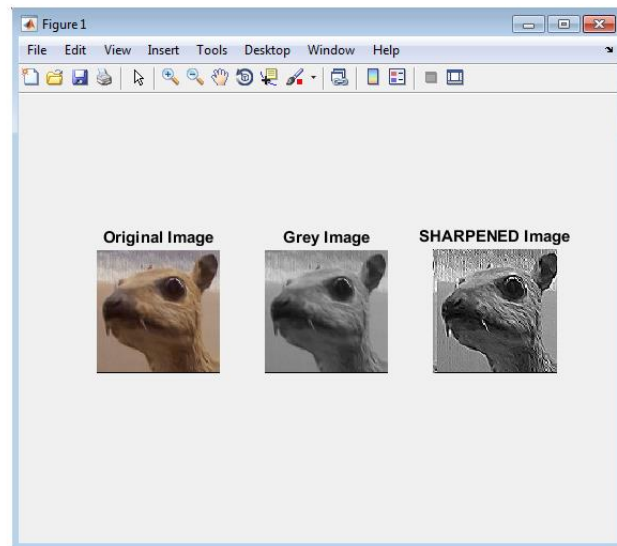 Figure 1
File Edit View Insert Tools Desktop Window Help
Original Image Grey Image SHARPENED Image